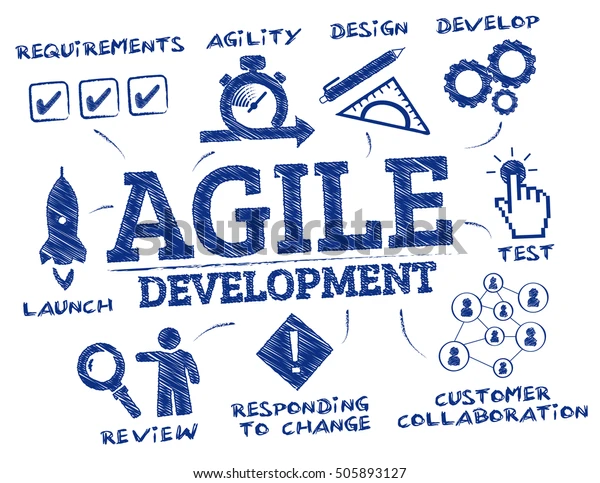 REQUIREMENTS
AGILITY
DESIGN
DEVELOP
AGILE
DEVELOPMENT
TEST
LAUNCH
REVIEW
RESPONDING
TO CHANGE
CUSTOMER
COLLABORATION
shutterstock
www.shutterstock.com · 505893127